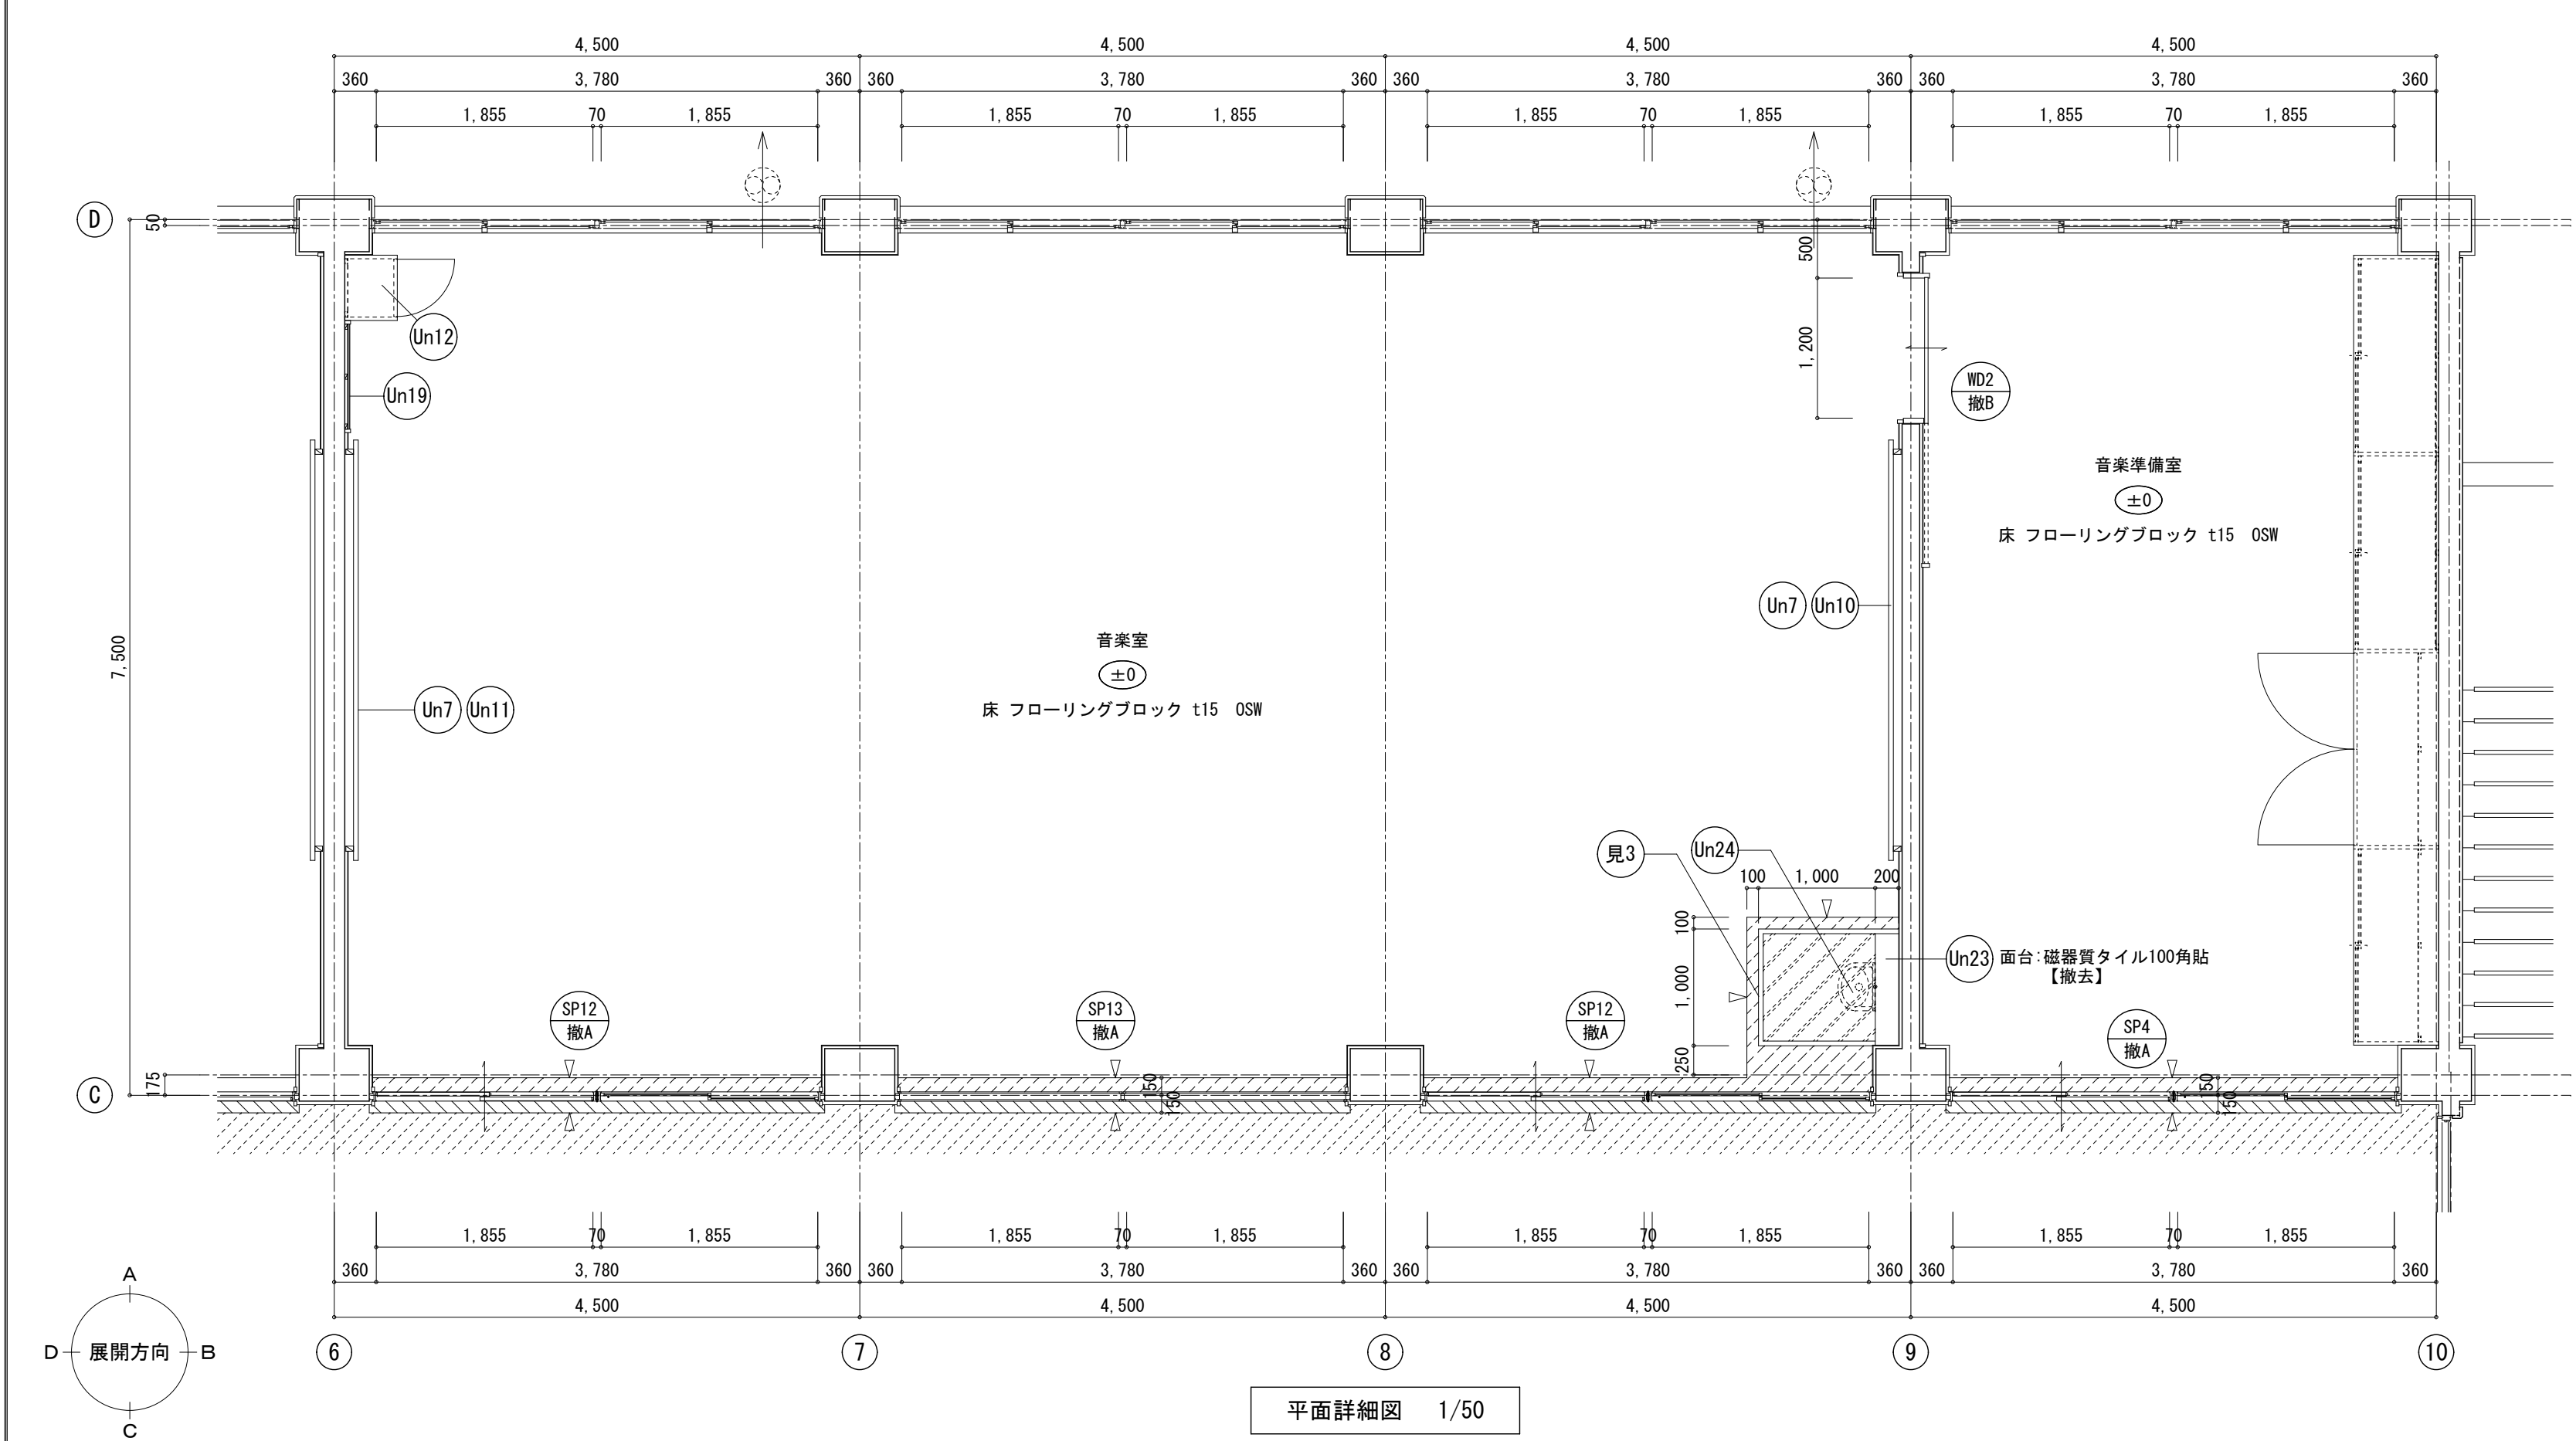 4,500 4,500 4,500 4,500
360 3,780 360 360 3,780 360 360 3,780 360 360 3,780 360
1,855 70 1,855 1,855 70 1,855 1,855 70 1,855 1,855 70 1,855
D
50
500
Un12
1,200
Un19
WD2
撤B
音楽準備室
±0
床 フローリングブロック t15 OSW
Un7 Un10
音楽室
±0
床 フローリングブロック t15 OSW
7,500
Un7 Un11
見3
Un24
100 1,000 200
100
1,000
250
Un23 面台:磁器質タイル100角貼
【撤去】
SP12
撤A
SP13
撤A
SP12
撤A
SP4
撤A
C
175
150
150
150
150
1,855 70 1,855 1,855 70 1,855 1,855 70 1,855 1,855 70 1,855
360 3,780 360 360 3,780 360 360 3,780 360 360 3,780 360
4,500 4,500 4,500 4,500
A
D 展開方向 B
C
6 7 8 9 10
平面詳細図 1/50